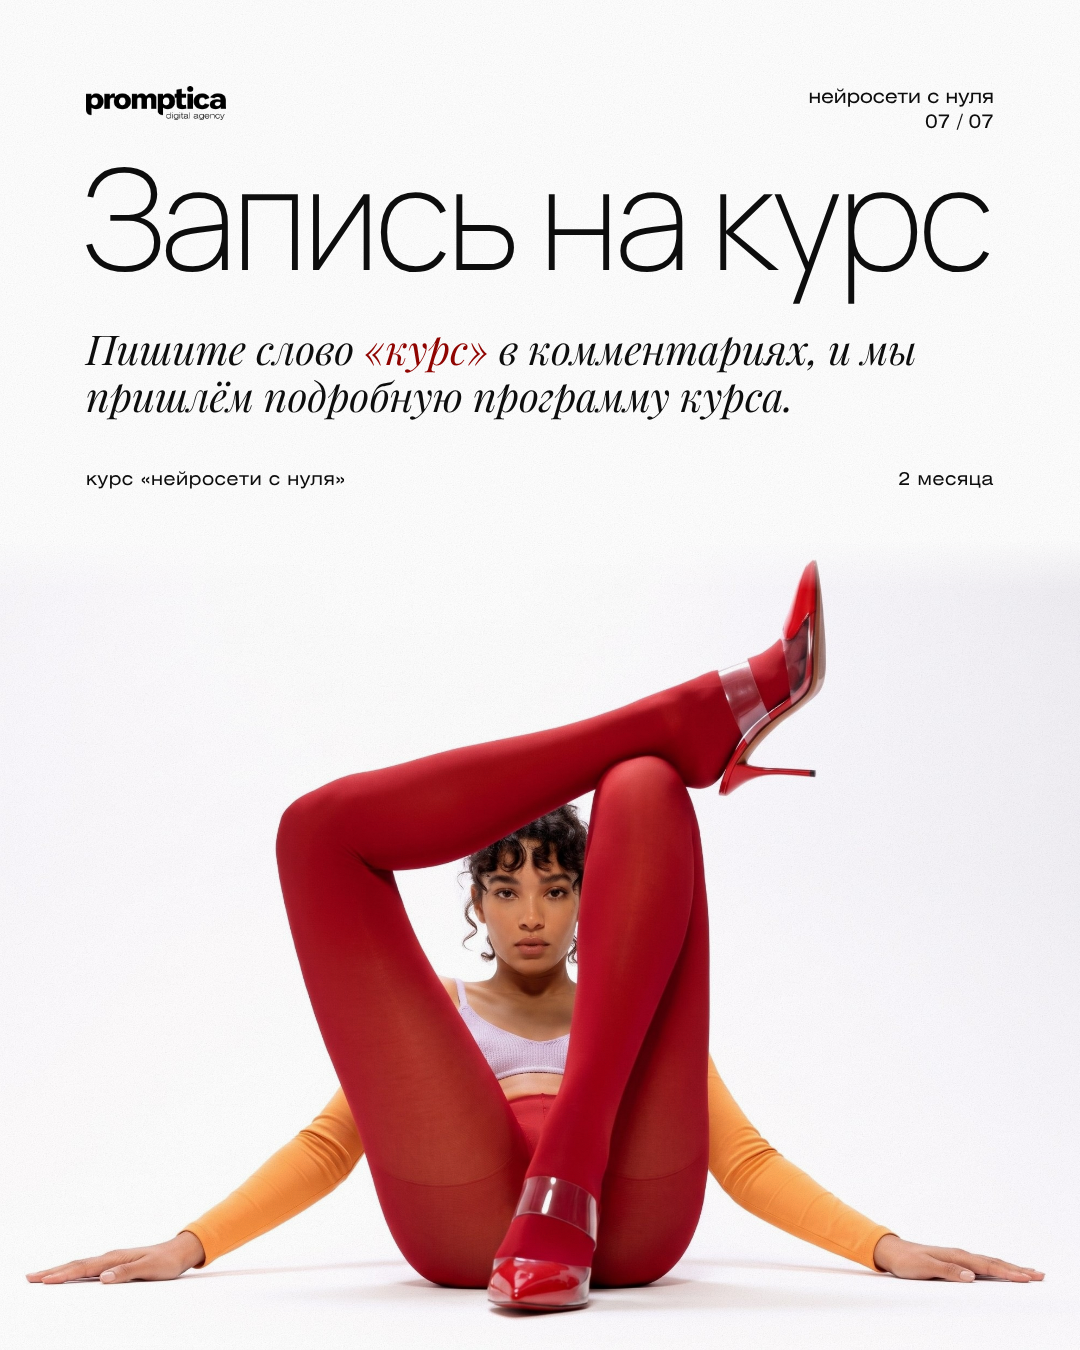 promptica
digital agency
нейросети с нуля
07 / 07
Запись на курс
Пишите слово «курс» в комментариях, и мы
пришлём подробную программу курса.
курс «нейросети с нуля»
2 месяца